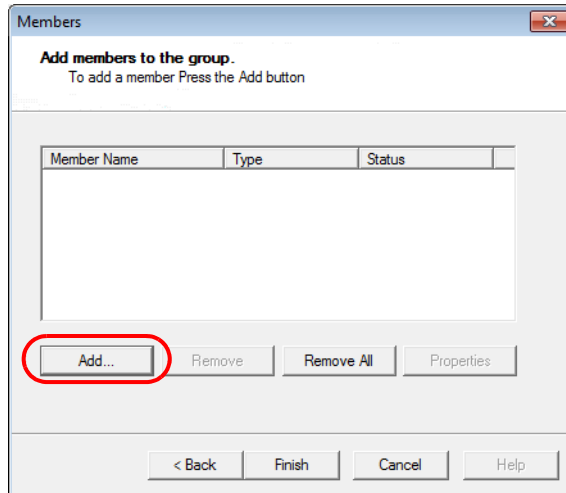 Members
Add members to the group.
To add a member Press the Add button
Member Name Type Status
Add... Remove Remove All Properties
< Back Finish Cancel Help